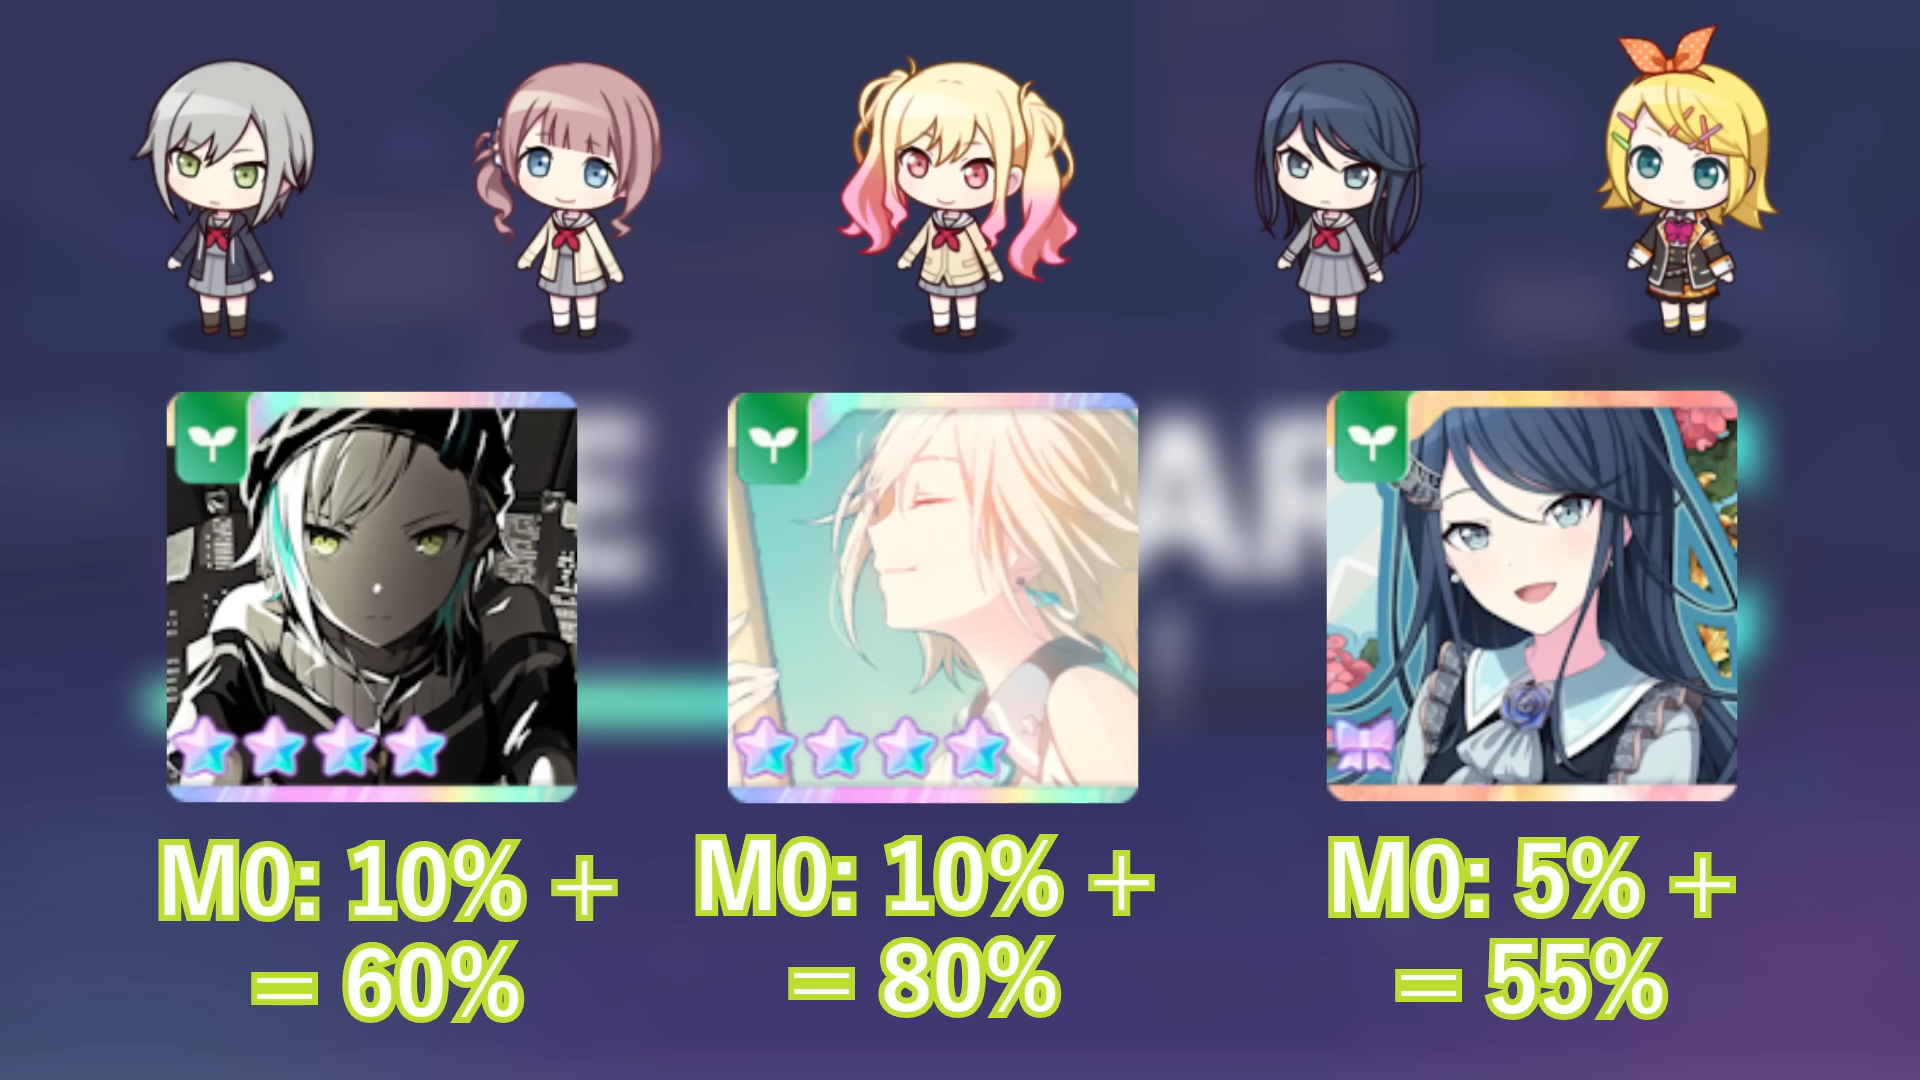 M0: 10% +
= 60%
M0: 10% +
= 80%
M0: 5% +
= 55%